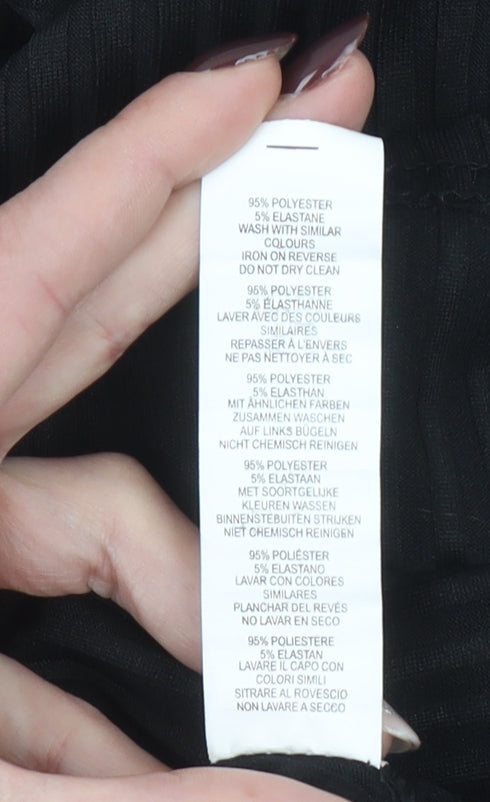 95% POLYESTER
5% ELASTANE
WASH WITH SIMILAR
COLOURS
IRON ON REVERSE
DO NOT DRY CLEAN
95% POLYESTER
5% ÉLASTHANNE
LAVER AVEC DES COULEURS
SIMILAIRES
REPASSER À L'ENVERS
NE PAS NETTOYER À SEC
95% POLYESTER
5% ELASTHAN
MIT ÄHNLICHEN FARBEN
ZUSAMMEN WASCHEN
AUF LINKS BÜGELN
NICHT CHEMISCH REINIGEN
95% POLYESTER
5% ELASTAAN
MET SOORTGELIJKE
KLEUREN WASSEN
BINNENSTEBUITEN STRIJKEN
NIET CHEMISCH REINIGEN
95% POLIÉSTER
5% ELASTANO
LAVAR CON COLORES
SIMILARES
PLANCHAR DEL REVÉS
NO LAVAR EN SECO
95% POLIESTERE
5% ELASTAN
LAVARE IL CAPO CON
COLORI SIMILI
SITRARE AL ROVESCIO
NON LAVARE A SECCO